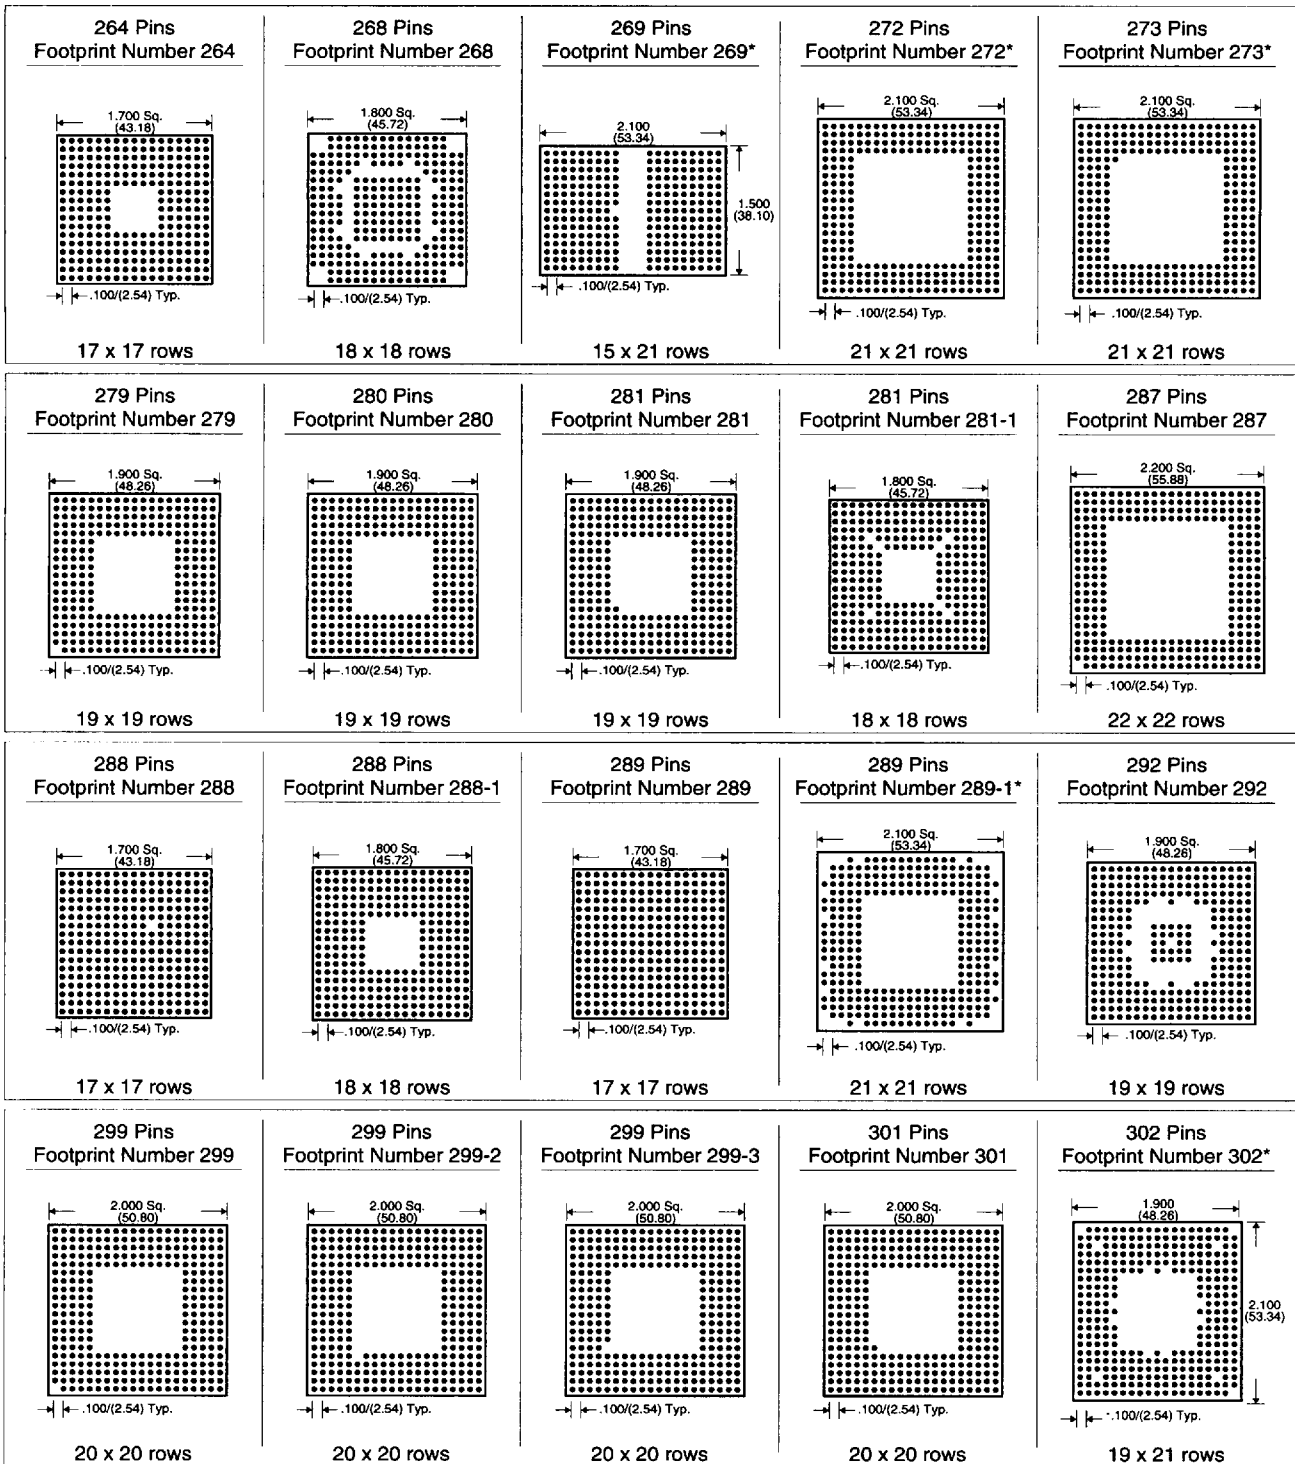 264 Pins
Footprint Number 264
1.700 Sq.
(43.18)
.100/(2.54) Typ.
17 x 17 rows
268 Pins
Footprint Number 268
1.800 Sq.
(45.72)
.100/(2.54) Typ.
18 x 18 rows
269 Pins
Footprint Number 269*
2.100
(53.34)
1.500
(38.10)
.100/(2.54) Typ.
15 x 21 rows
272 Pins
Footprint Number 272*
2.100 Sq.
(53.34)
.100/(2.54) Typ.
21 x 21 rows
273 Pins
Footprint Number 273*
2.100 Sq.
(53.34)
.100/(2.54) Typ.
21 x 21 rows
279 Pins
Footprint Number 279
1.900 Sq.
(48.26)
.100/(2.54) Typ.
19 x 19 rows
280 Pins
Footprint Number 280
1.900 Sq.
(48.26)
.100/(2.54) Typ.
19 x 19 rows
281 Pins
Footprint Number 281
1.900 Sq.
(48.26)
.100/(2.54) Typ.
19 x 19 rows
281 Pins
Footprint Number 281-1
1.800 Sq.
(45.72)
.100/(2.54) Typ.
18 x 18 rows
287 Pins
Footprint Number 287
2.200 Sq.
(55.88)
.100/(2.54) Typ.
22 x 22 rows
288 Pins
Footprint Number 288
1.700 Sq.
(43.18)
.100/(2.54) Typ.
17 x 17 rows
288 Pins
Footprint Number 288-1
1.800 Sq.
(45.72)
.100/(2.54) Typ.
18 x 18 rows
289 Pins
Footprint Number 289
1.700 Sq.
(43.18)
.100/(2.54) Typ.
17 x 17 rows
289 Pins
Footprint Number 289-1*
2.100 Sq.
(53.34)
.100/(2.54) Typ.
21 x 21 rows
292 Pins
Footprint Number 292
1.900 Sq.
(48.26)
.100/(2.54) Typ.
19 x 19 rows
299 Pins
Footprint Number 299
2.000 Sq.
(50.80)
.100/(2.54) Typ.
20 x 20 rows
299 Pins
Footprint Number 299-2
2.000 Sq.
(50.80)
.100/(2.54) Typ.
20 x 20 rows
299 Pins
Footprint Number 299-3
2.000 Sq.
(50.80)
.100/(2.54) Typ.
20 x 20 rows
301 Pins
Footprint Number 301
2.000 Sq.
(50.80)
.100/(2.54) Typ.
20 x 20 rows
302 Pins
Footprint Number 302*
1.900
(48.26)
2.100
(53.34)
.100/(2.54) Typ.
19 x 21 rows